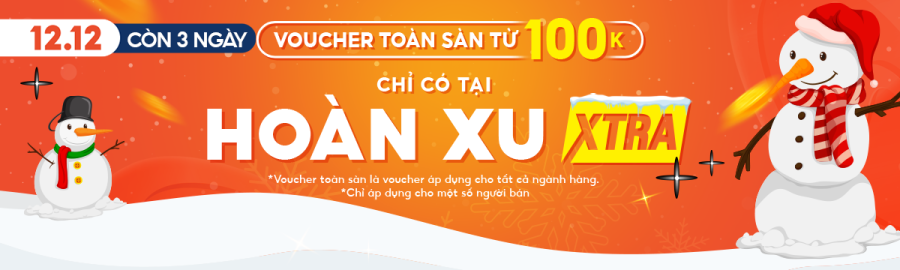 12.12 CÒN 3 NGÀY VOUCHER TOÀN SÀN TỪ 100K
CHỈ CÓ TẠI
HOÀN XU XTRA
*Voucher toàn sàn là voucher áp dụng cho tất cả ngành hàng.
*Chỉ áp dụng cho một số người bán